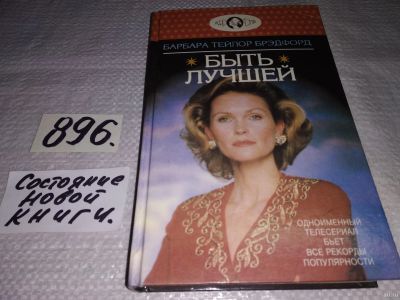 БАРБАРА ТЕЙЛОР БРЭДФОРД
БЫТЬ
ЛУЧШЕЙ
896.
Состояние
новой
книги.
ОДНОИМЕННЫЙ
ТЕЛЕСЕРИАЛ
БЬЕТ
ВСЕ РЕКОРДЫ
ПОПУЛЯРНОСТИ